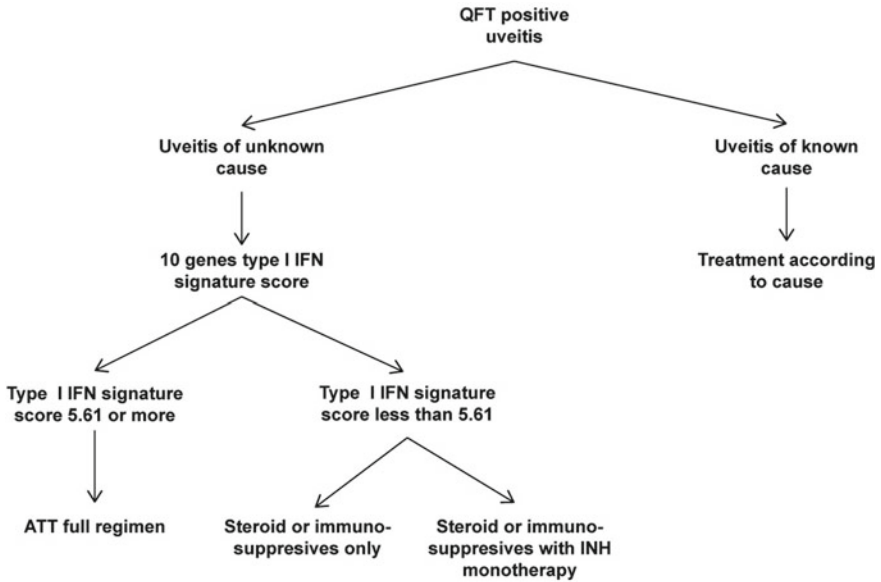 QFT positive
uveitis
Uveitis of unknown
cause
Uveitis of known
cause
10 genes type I IFN
signature score
Treatment according
to cause
Type I IFN signature
score 5.61 or more
Type I IFN signature
score less than 5.61
ATT full regimen
Steroid or immuno-
suppresives only
Steroid or immuno-
suppresives with INH
monotherapy